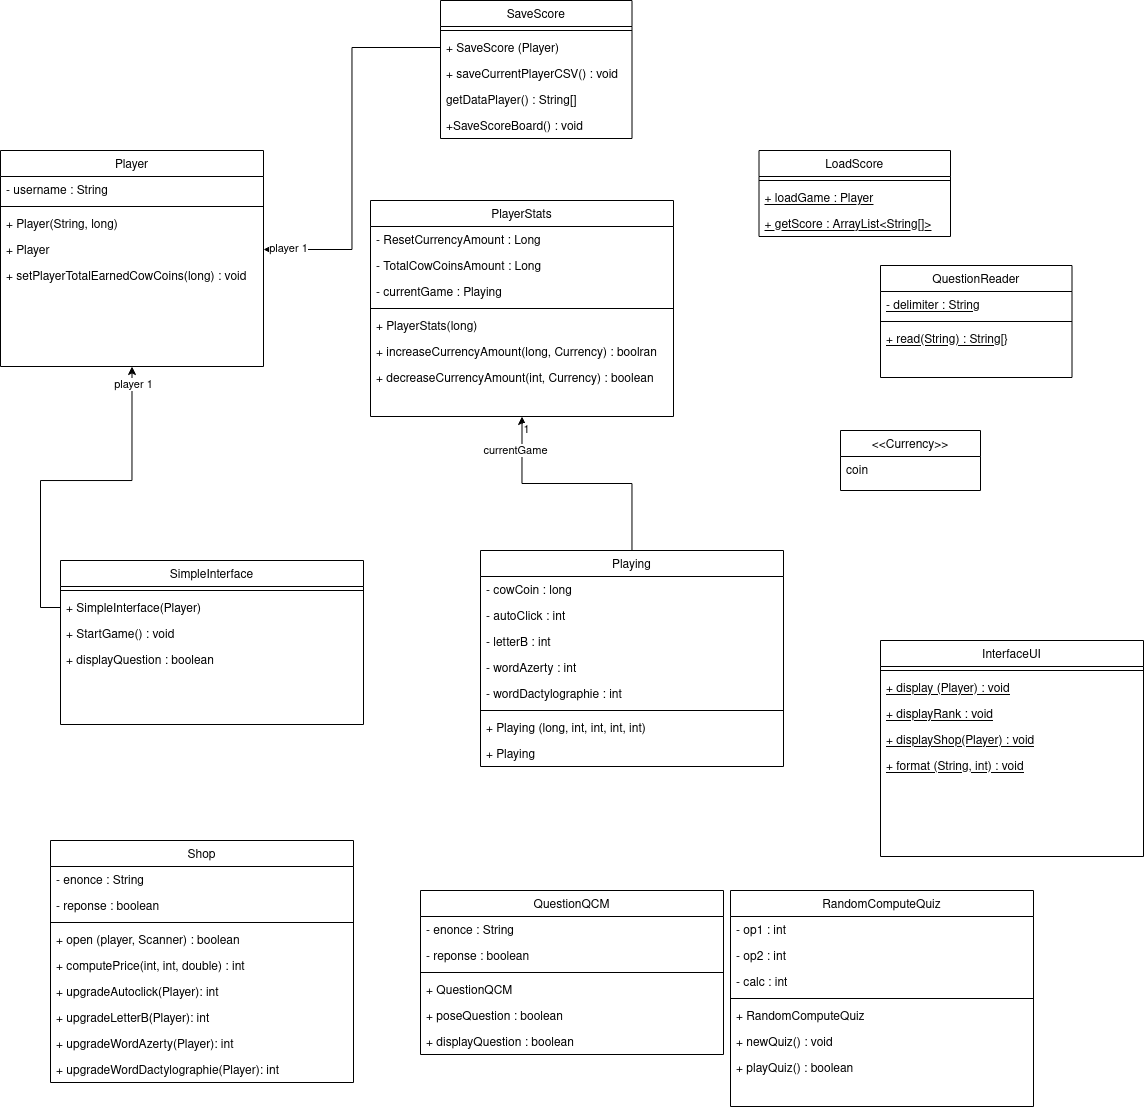 SaveScore
+ SaveScore (Player)
+ saveCurrentPlayerCSV() : void
getDataPlayer() : String[]
+SaveScoreBoard() : void
Player
- username : String
+ Player(String, long)
+ Player
+ setPlayerTotalEarnedCowCoins(long) : void
player 1
player 1
PlayerStats
- ResetCurrencyAmount : Long
- TotalCowCoinsAmount : Long
- currentGame : Playing
+ PlayerStats(long)
+ increaseCurrencyAmount(long, Currency) : boolran
+ decreaseCurrencyAmount(int, Currency) : boolean
1
currentGame
LoadScore
+ loadGame : Player
+ getScore : ArrayList<String[]>
QuestionReader
- delimiter : String
+ read(String) : String[}
<<Currency>>
coin
SimpleInterface
+ SimpleInterface(Player)
+ StartGame() : void
+ displayQuestion : boolean
Playing
- cowCoin : long
- autoClick : int
- letterB : int
- wordAzerty : int
- wordDactylographie : int
+ Playing (long, int, int, int, int)
+ Playing
InterfaceUI
+ display (Player) : void
+ displayRank : void
+ displayShop(Player) : void
+ format (String, int) : void
Shop
- enonce : String
- reponse : boolean
+ open (player, Scanner) : boolean
+ computePrice(int, int, double) : int
+ upgradeAutoclick(Player): int
+ upgradeLetterB(Player): int
+ upgradeWordAzerty(Player): int
+ upgradeWordDactylographie(Player): int
QuestionQCM
- enonce : String
- reponse : boolean
+ QuestionQCM
+ poseQuestion : boolean
+ displayQuestion : boolean
RandomComputeQuiz
- op1 : int
- op2 : int
- calc : int
+ RandomComputeQuiz
+ newQuiz() : void
+ playQuiz() : boolean